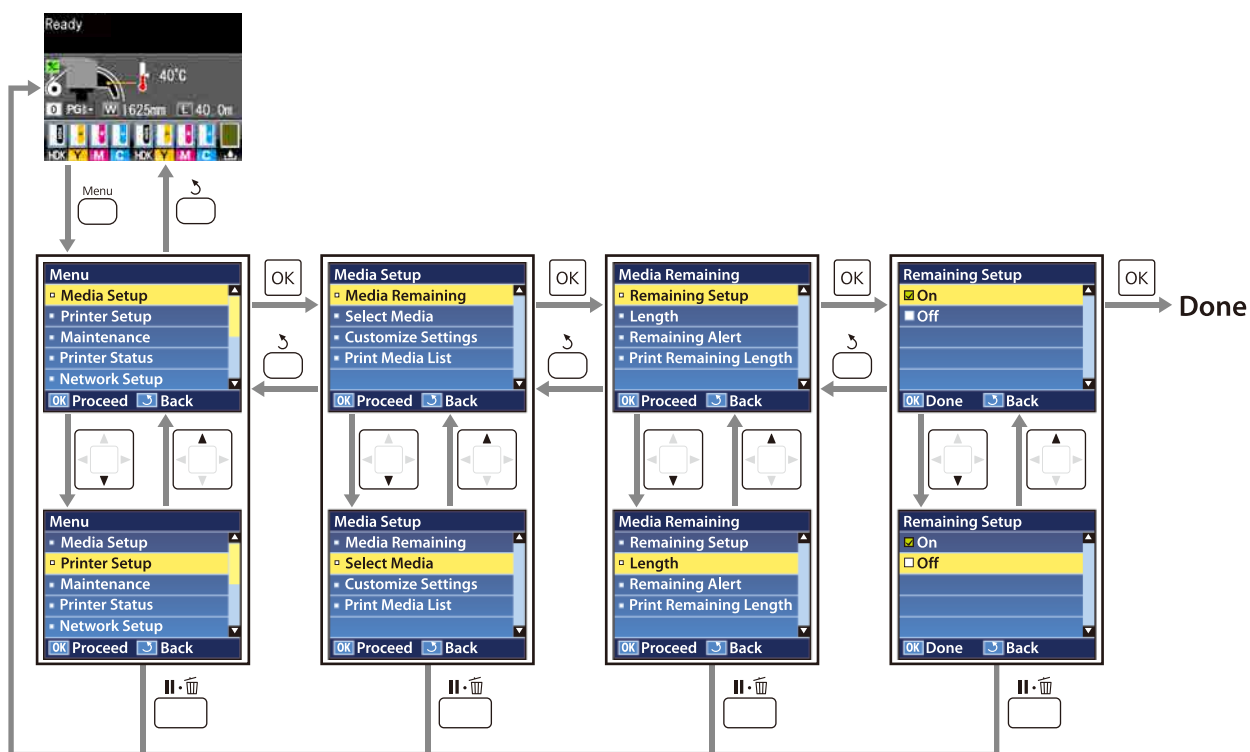 Ready
40°C
0 PG:- W 1625mm L 40.0m
HDK Y M C HDK Y M C
Menu
Menu
Media Setup
Printer Setup
Maintenance
Printer Status
Network Setup
OK Proceed Back
OK
Media Setup
Media Remaining
Select Media
Customize Settings
Print Media List
OK Proceed Back
OK
Media Remaining
Remaining Setup
Length
Remaining Alert
Print Remaining Length
OK Proceed Back
OK
Remaining Setup
On
Off
OK Done Back
OK
Done
Menu
Media Setup
Printer Setup
Maintenance
Printer Status
Network Setup
OK Proceed Back
Media Setup
Media Remaining
Select Media
Customize Settings
Print Media List
OK Proceed Back
Media Remaining
Remaining Setup
Length
Remaining Alert
Print Remaining Length
OK Proceed Back
Remaining Setup
On
Off
OK Done Back